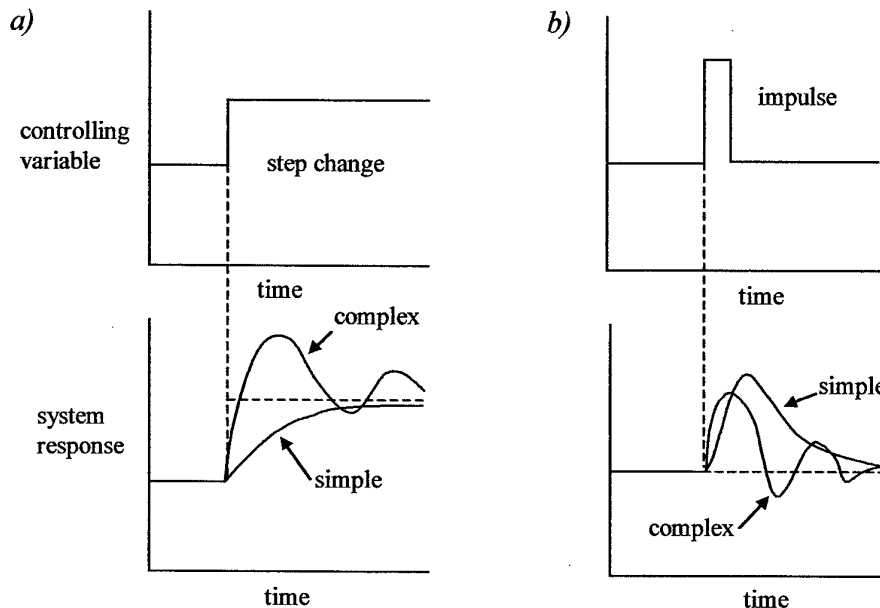 a)
controlling
variable
step change
time
complex
system
response
simple
time
b)
impulse
time
simple
complex
time